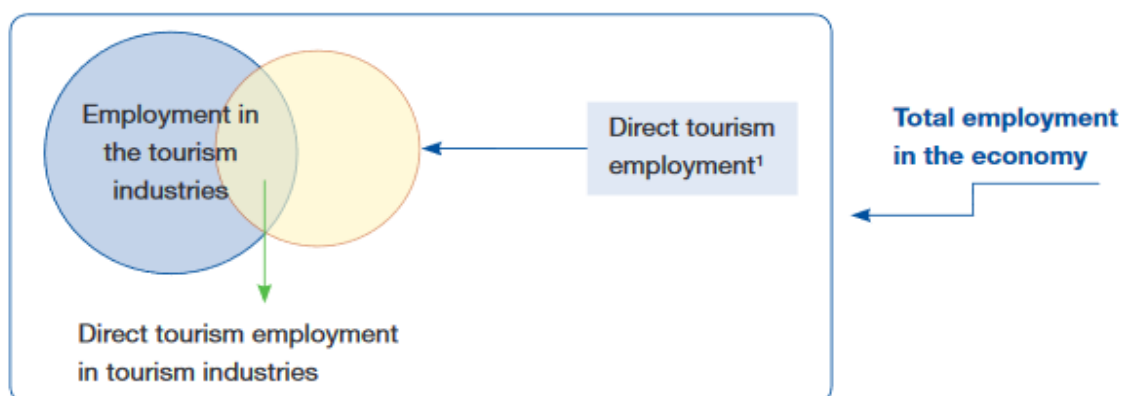 Employment in
the tourism
industries
Direct tourism
employment¹
Total employment
in the economy
Direct tourism employment
in tourism industries